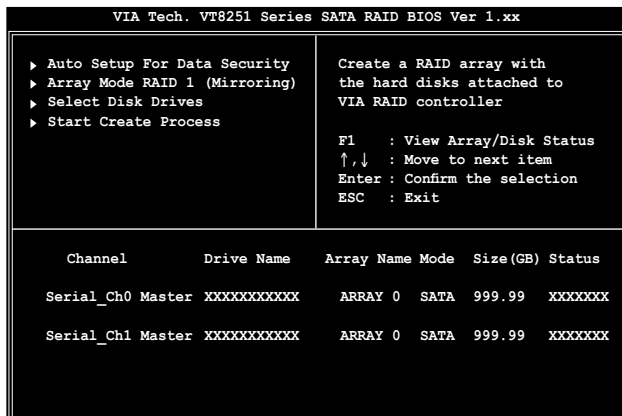 VIA Tech. VT8251 Series SATA RAID BIOS Ver 1.xx
Auto Setup For Data Security
Array Mode RAID 1 (Mirroring)
Select Disk Drives
Start Create Process
Create a RAID array with
the hard disks attached to
VIA RAID controller
F1 : View Array/Disk Status
↑,↓ : Move to next item
Enter : Confirm the selection
ESC : Exit
Channel Drive Name Array Name Mode Size(GB) Status
Serial_Ch0 Master XXXXXXXXXXX ARRAY 0 SATA 999.99 XXXXXXX
Serial_Ch1 Master XXXXXXXXXXX ARRAY 0 SATA 999.99 XXXXXXX